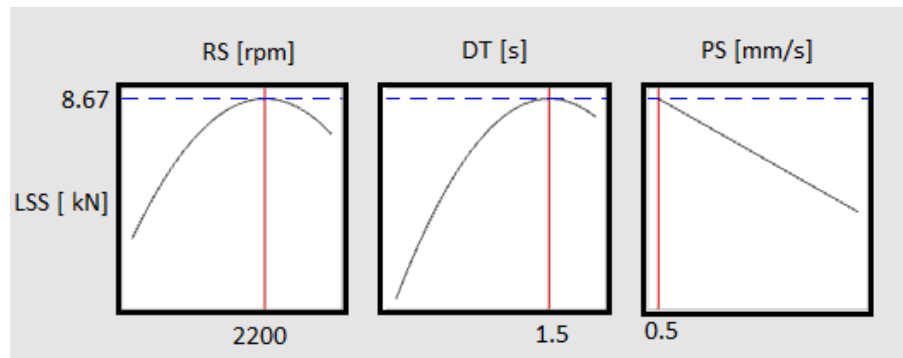 RS [rpm]
DT [s]
PS [mm/s]
8.67
LSS [ kN]
2200
1.5
0.5